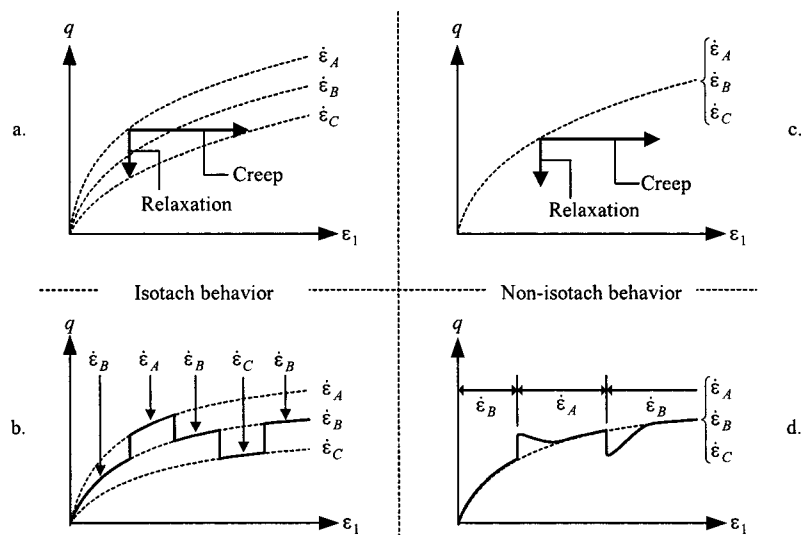 a.
q
ε̇A
ε̇B
ε̇C
Creep
Relaxation
ε1
c.
q
ε̇A
ε̇B
ε̇C
Creep
Relaxation
ε1
Isotach behavior
Non-isotach behavior
b.
q
ε̇B ε̇A ε̇B ε̇C ε̇B
ε̇A
ε̇B
ε̇C
ε1
d.
q
ε̇B ε̇A ε̇B
ε̇A
ε̇B
ε̇C
ε1